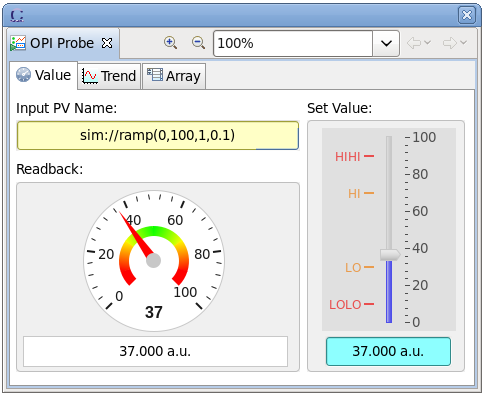 OPI Probe
100%
Value
Trend
Array
Input PV Name:
sim://ramp(0,100,1,0.1)
Readback:
0
20
40
60
80
100
37
37.000 a.u.
Set Value:
HIHI
HI
LO
LOLO
100
80
60
40
20
0
37.000 a.u.